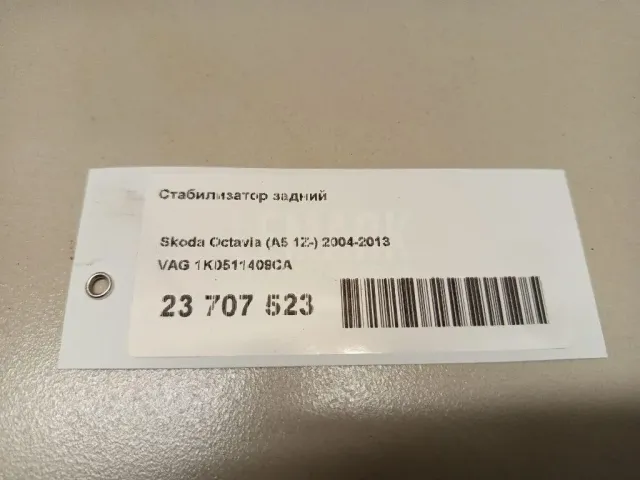 Стабилизатор задний
Skoda Octavia (A5 1Z-) 2004-2013
VAG 1K0511409CA
23 707 523